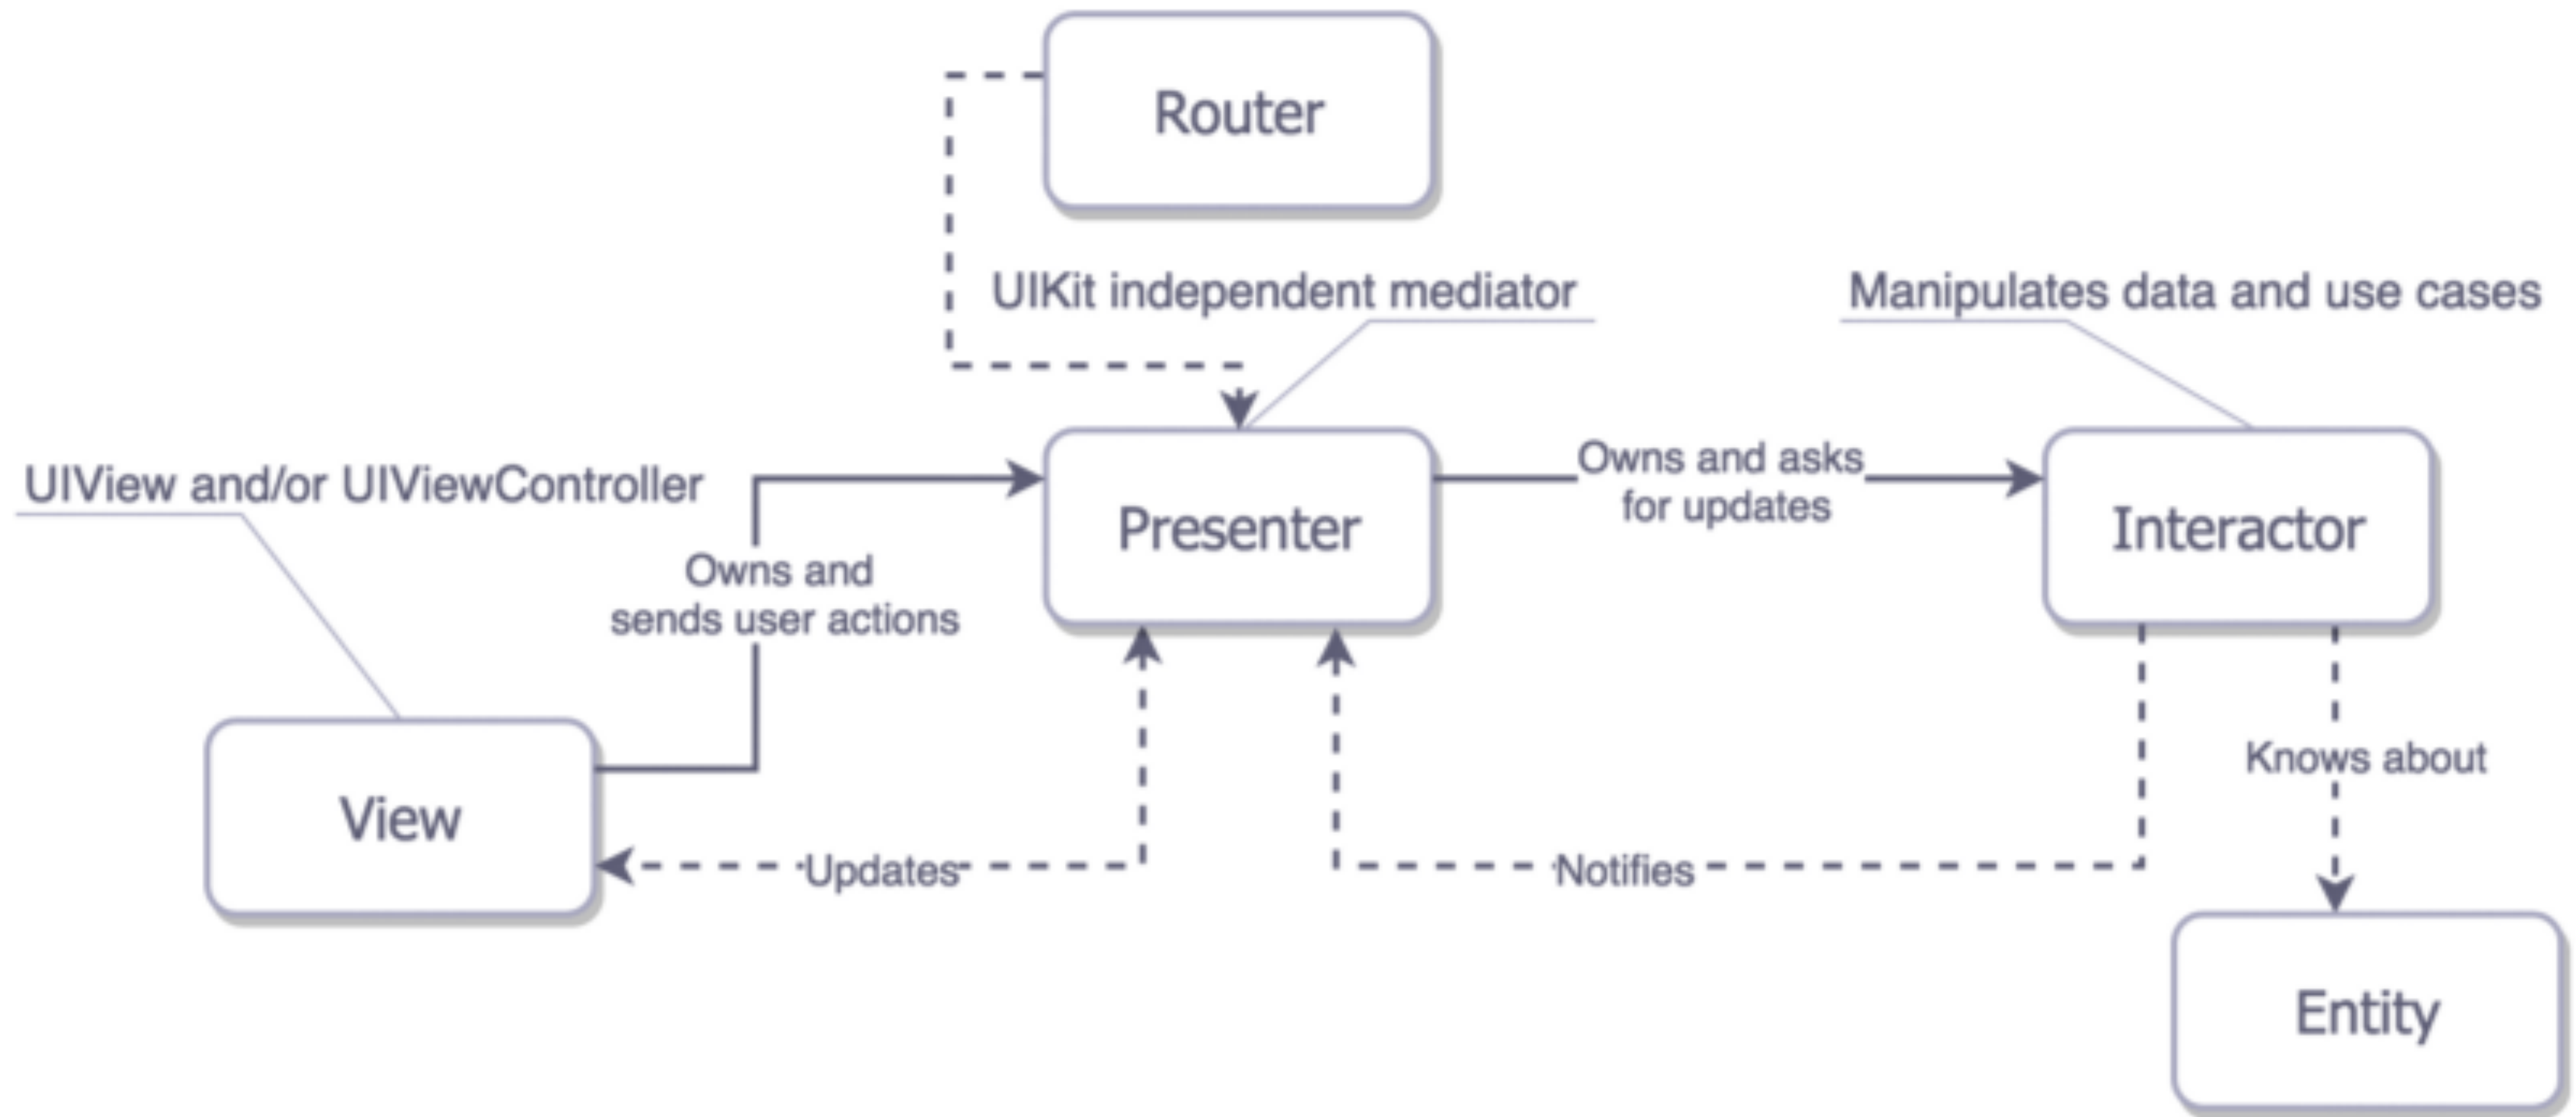 Router
UIKit independent mediator
Manipulates data and use cases
UIView and/or UIViewController
Owns and asks
for updates
Presenter
Interactor
Owns and
sends user actions
View
Updates
Notifies
Knows about
Entity